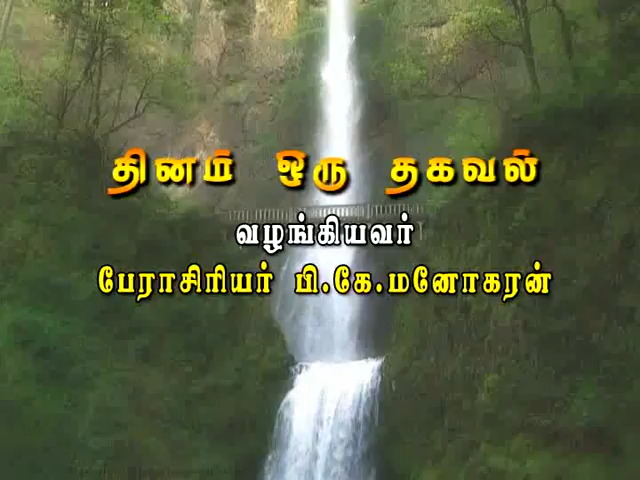 தினம் ஒரு தகவல்
வழங்கியவர்
பேராசிரியர் பி.கே.மனோகரன்